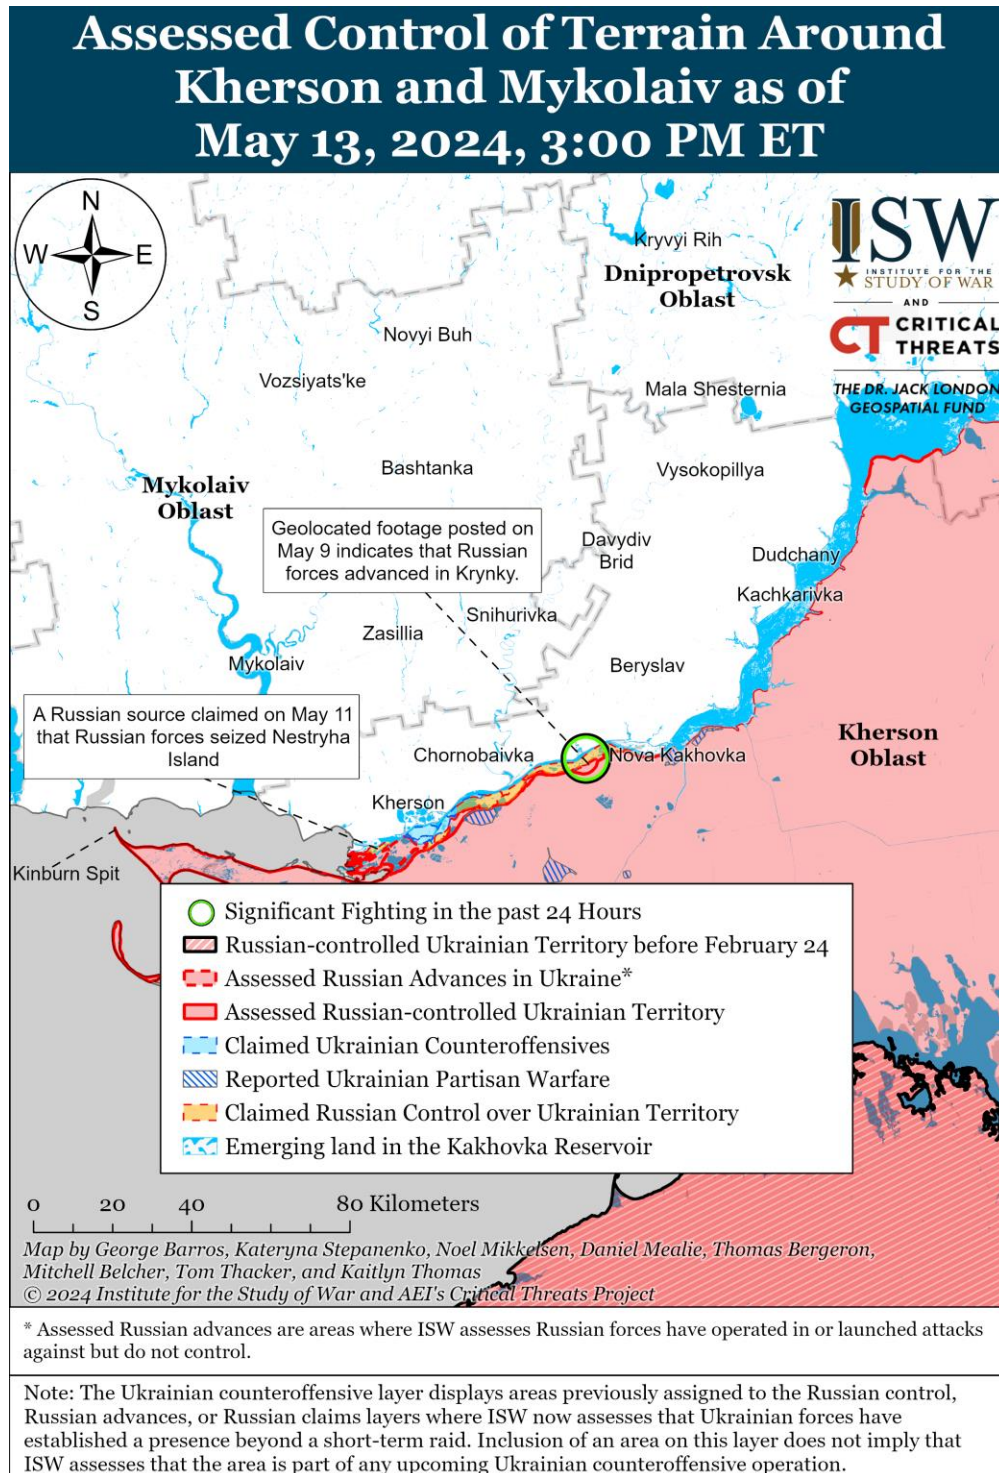 Assessed Control of Terrain Around
Kherson and Mykolaiv as of
May 13, 2024, 3:00 PM ET
N
W
E
S
ISW
INSTITUTE FOR THE
STUDY OF WAR
AND
CT CRITICAL
THREATS
THE DR. JACK LONDON
GEOSPATIAL FUND
Kryvyi Rih
Dnipropetrovsk
Oblast
Novyi Buh
Vozsiyats'ke
Mala Shesternia
Bashtanka
Vysokopillya
Mykolaiv
Oblast
Geolocated footage posted on
May 9 indicates that Russian
forces advanced in Krynky.
Davydiv
Brid
Dudchany
Kachkarivka
Snihurivka
Zasillia
Mykolaiv
Beryslav
A Russian source claimed on May 11
that Russian forces seized Nestryha
Island
Chornobaivka
Nova Kakhovka
Kherson
Oblast
Kherson
Kinburn Spit
Significant Fighting in the past 24 Hours
Russian-controlled Ukrainian Territory before February 24
Assessed Russian Advances in Ukraine*
Assessed Russian-controlled Ukrainian Territory
Claimed Ukrainian Counteroffensives
Reported Ukrainian Partisan Warfare
Claimed Russian Control over Ukrainian Territory
Emerging land in the Kakhovka Reservoir
0 20 40 80 Kilometers
Map by George Barros, Kateryna Stepanenko, Noel Mikkelsen, Daniel Mealie, Thomas Bergeron,
Mitchell Belcher, Tom Thacker, and Kaitlyn Thomas
© 2024 Institute for the Study of War and AEI's Critical Threats Project
* Assessed Russian advances are areas where ISW assesses Russian forces have operated in or launched attacks
against but do not control.
Note: The Ukrainian counteroffensive layer displays areas previously assigned to the Russian control,
Russian advances, or Russian claims layers where ISW now assesses that Ukrainian forces have
established a presence beyond a short-term raid. Inclusion of an area on this layer does not imply that
ISW assesses that the area is part of any upcoming Ukrainian counteroffensive operation.